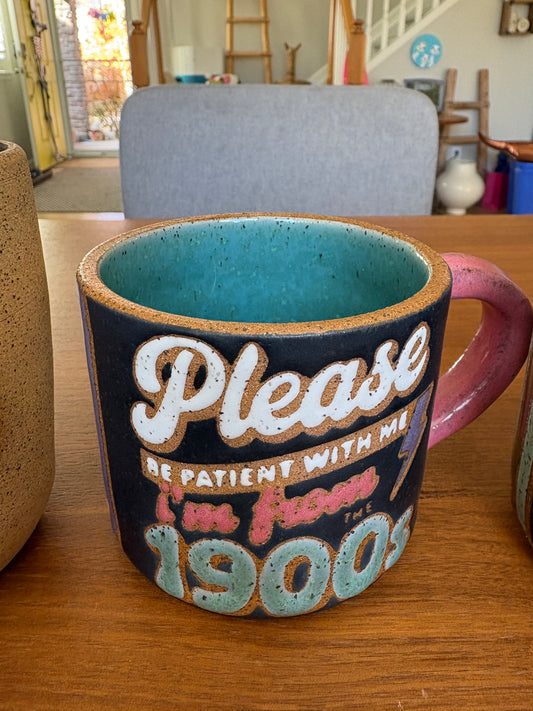 Please
BE PATIENT WITH ME
i'm from
THE
1900s